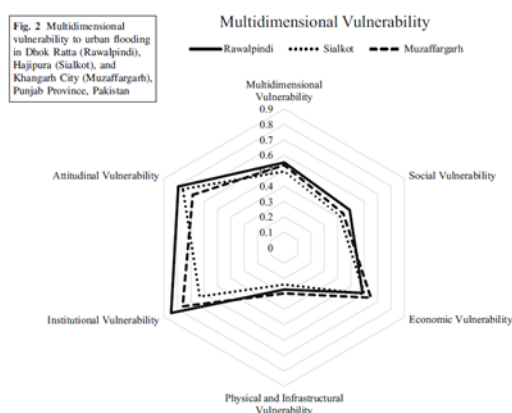 Fig. 2 Multidimensional
vulnerability to urban flooding
in Dhok Ratta (Rawalpindi),
Hajipura (Sialkot), and
Khangarh City (Muzaffargarh),
Punjab Province, Pakistan
Multidimensional Vulnerability
Rawalpindi Sialkot Muzaffargarh
Multidimensional
Vulnerability
0.9
0.8
0.7
0.6
0.5
0.4
0.3
0.2
0.1
0
Attitudinal Vulnerability
Social Vulnerability
Institutional Vulnerability
Economic Vulnerability
Physical and Infrastructural
Vulnerability